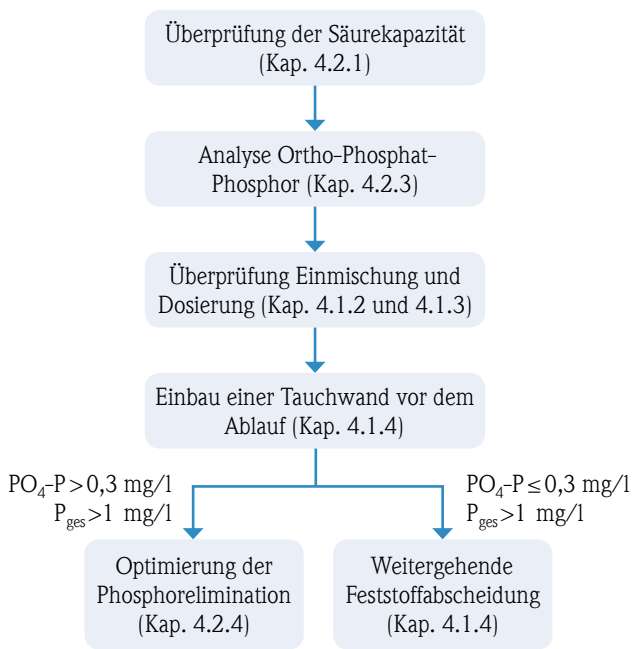 Überprüfung der Säurekapazität
(Kap. 4.2.1)
Analyse Ortho-Phosphat-
Phosphor (Kap. 4.2.3)
Überprüfung Einmischung und
Dosierung (Kap. 4.1.2 und 4.1.3)
Einbau einer Tauchwand vor dem
Ablauf (Kap. 4.1.4)
PO₄-P > 0,3 mg/l
P_ges > 1 mg/l
PO₄-P ≤ 0,3 mg/l
P_ges > 1 mg/l
Optimierung der
Phosphorelimination
(Kap. 4.2.4)
Weitergehende
Feststoffabscheidung
(Kap. 4.1.4)